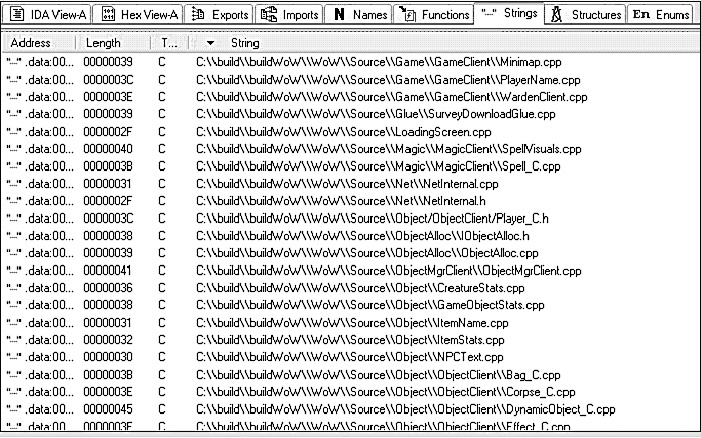 IDA View-A Hex View-A Exports Imports N Names Functions "..." Strings Structures En Enums
Address Length T... String
"..." .data:00... 00000039 C C:\\build\\buildWoW\\WoW\\Source\\Game\\GameClient\\Minimap.cpp
"..." .data:00... 0000003C C C:\\build\\buildWoW\\WoW\\Source\\Game\\GameClient\\PlayerName.cpp
"..." .data:00... 0000003E C C:\\build\\buildWoW\\WoW\\Source\\Game\\GameClient\\WardenClient.cpp
"..." .data:00... 00000039 C C:\\build\\buildWoW\\WoW\\Source\\Glue\\SurveyDownloadGlue.cpp
"..." .data:00... 0000002F C C:\\build\\buildWoW\\WoW\\Source\\LoadingScreen.cpp
"..." .data:00... 00000040 C C:\\build\\buildWoW\\WoW\\Source\\Magic\\MagicClient\\SpellVisuals.cpp
"..." .data:00... 0000003B C C:\\build\\buildWoW\\WoW\\Source\\Magic\\MagicClient\\Spell_C.cpp
"..." .data:00... 00000031 C C:\\build\\buildWoW\\WoW\\Source\\Net\\NetInternal.cpp
"..." .data:00... 0000002F C C:\\build\\buildWoW\\WoW\\Source\\Net\\NetInternal.h
"..." .data:00... 0000003C C C:\\build\\buildWoW\\WoW\\Source\\Object/ObjectClient/Player_C.h
"..." .data:00... 00000038 C C:\\build\\buildWoW\\WoW\\Source\\ObjectAlloc\\IObjectAlloc.h
"..." .data:00... 00000039 C C:\\build\\buildWoW\\WoW\\Source\\ObjectAlloc\\ObjectAlloc.cpp
"..." .data:00... 00000041 C C:\\build\\buildWoW\\WoW\\Source\\ObjectMgrClient\\ObjectMgrClient.cpp
"..." .data:00... 00000036 C C:\\build\\buildWoW\\WoW\\Source\\Object\\CreatureStats.cpp
"..." .data:00... 00000038 C C:\\build\\buildWoW\\WoW\\Source\\Object\\GameObjectStats.cpp
"..." .data:00... 00000031 C C:\\build\\buildWoW\\WoW\\Source\\Object\\ItemName.cpp
"..." .data:00... 00000032 C C:\\build\\buildWoW\\WoW\\Source\\Object\\ItemStats.cpp
"..." .data:00... 00000030 C C:\\build\\buildWoW\\WoW\\Source\\Object\\NPCText.cpp
"..." .data:00... 0000003B C C:\\build\\buildWoW\\WoW\\Source\\Object\\ObjectClient\\Bag_C.cpp
"..." .data:00... 0000003E C C:\\build\\buildWoW\\WoW\\Source\\Object\\ObjectClient\\Corpse_C.cpp
"..." .data:00... 00000045 C C:\\build\\buildWoW\\WoW\\Source\\Object\\ObjectClient\\DynamicObject_C.cpp
"..." .data:00... C C:\\build\\buildWoW\\WoW\\Source\\Object\\ObjectClient\\Effect_C.cpp